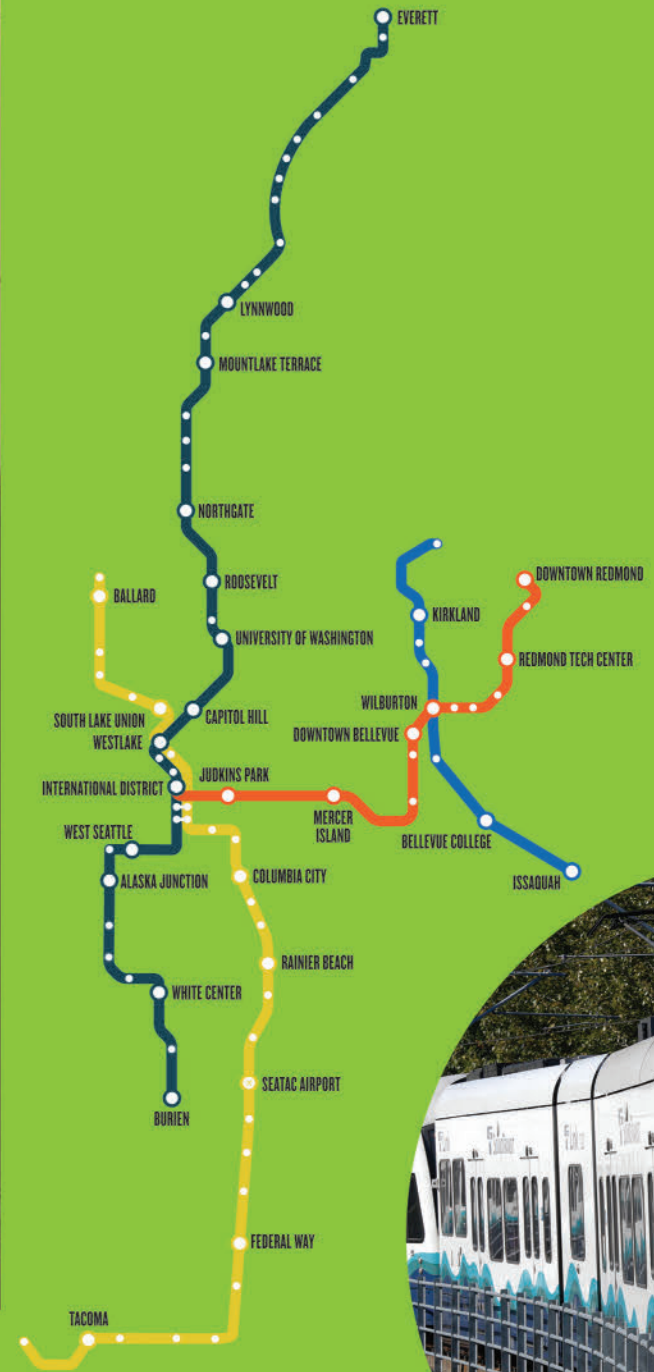 EVERETT
LYNNWOOD
MOUNTLAKE TERRACE
NORTHGATE
ROOSEVELT
DOWNTOWN REDMOND
BALLARD
KIRKLAND
UNIVERSITY OF WASHINGTON
REDMOND TECH CENTER
WILBURTON
SOUTH LAKE UNION
CAPITOL HILL
DOWNTOWN BELLEVUE
WESTLAKE
JUDKINS PARK
INTERNATIONAL DISTRICT
MERCER
ISLAND
WEST SEATTLE
BELLEVUE COLLEGE
COLUMBIA CITY
ALASKA JUNCTION
ISSAQUAH
RAINIER BEACH
WHITE CENTER
SEATAC AIRPORT
BURIEN
FEDERAL WAY
TACOMA